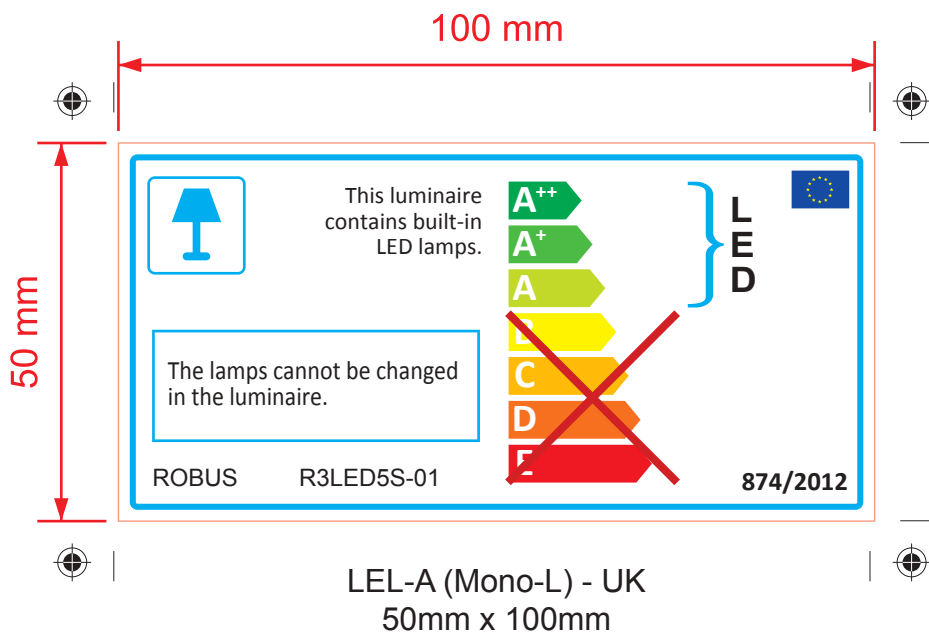 100 mm
50 mm
This luminaire
contains built-in
LED lamps.
A++
A+
A
B
C
D
E
L
E
D
The lamps cannot be changed
in the luminaire.
ROBUS R3LED5S-01
874/2012
LEL-A (Mono-L) - UK
50mm x 100mm